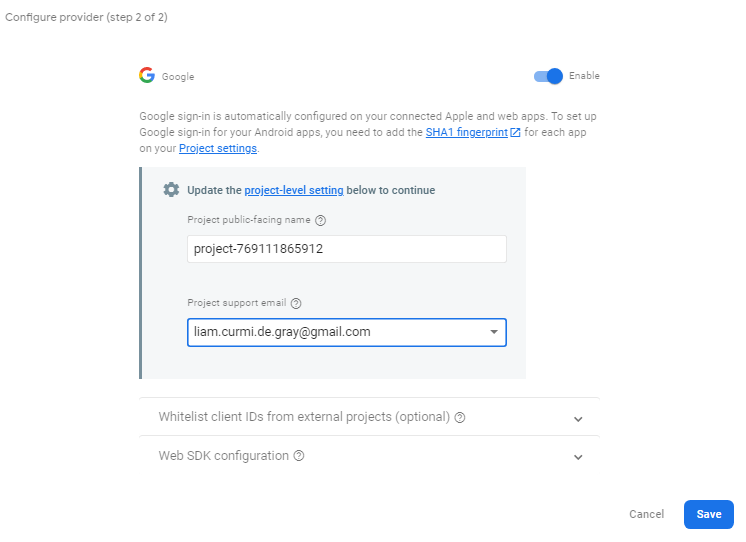 Configure provider (step 2 of 2)
Google
Enable
Google sign-in is automatically configured on your connected Apple and web apps. To set up
Google sign-in for your Android apps, you need to add the SHA1 fingerprint for each app
on your Project settings.
Update the project-level setting below to continue
Project public-facing name
project-769111865912
Project support email
liam.curmi.de.gray@gmail.com
Whitelist client IDs from external projects (optional)
Web SDK configuration
Cancel
Save